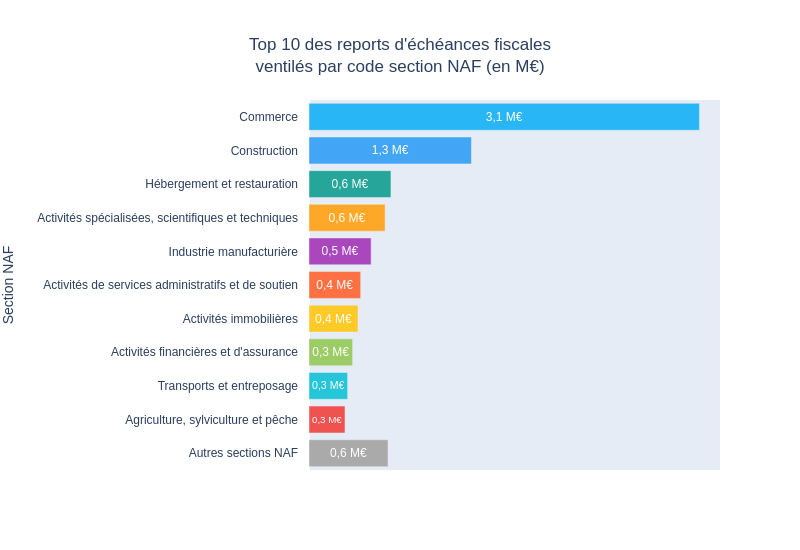 Top 10 des reports d'échéances fiscales
ventilés par code section NAF (en M€)
Section NAF
Commerce 3,1 M€
Construction 1,3 M€
Hébergement et restauration 0,6 M€
Activités spécialisées, scientifiques et techniques 0,6 M€
Industrie manufacturière 0,5 M€
Activités de services administratifs et de soutien 0,4 M€
Activités immobilières 0,4 M€
Activités financières et d'assurance 0,3 M€
Transports et entreposage 0,3 M€
Agriculture, sylviculture et pêche 0,3 M€
Autres sections NAF 0,6 M€